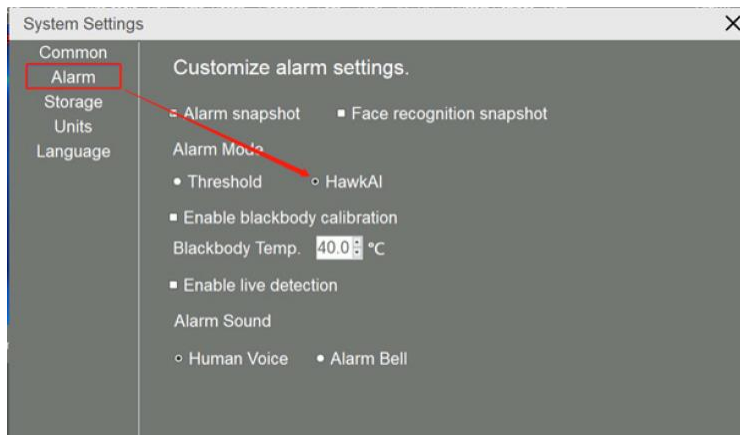 System Settings
Common
Alarm
Storage
Units
Language
Customize alarm settings.
Alarm snapshot Face recognition snapshot
Alarm Mode
Threshold HawkAI
Enable blackbody calibration
Blackbody Temp. 40.0 °C
Enable live detection
Alarm Sound
Human Voice Alarm Bell